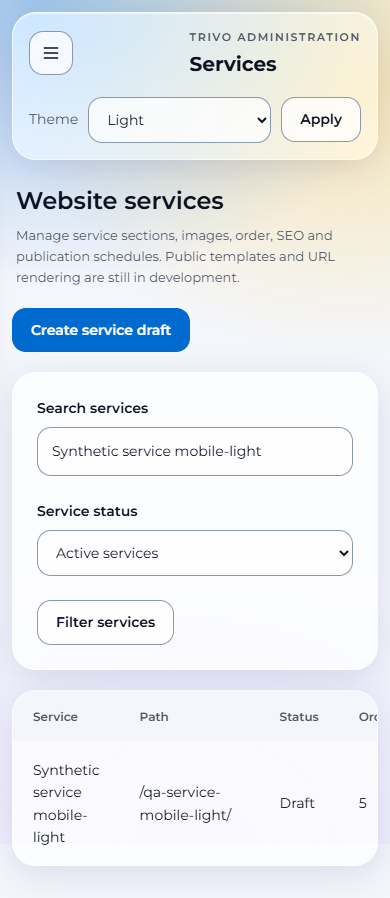 TRIVO ADMINISTRATION
Services
Theme
Light
Apply
Website services
Manage service sections, images, order, SEO and
publication schedules. Public templates and URL
rendering are still in development.
Create service draft
Search services
Synthetic service mobile-light
Service status
Active services
Filter services
Service Path Status
Synthetic
service
mobile-
light
/qa-service-
mobile-light/
Draft
5